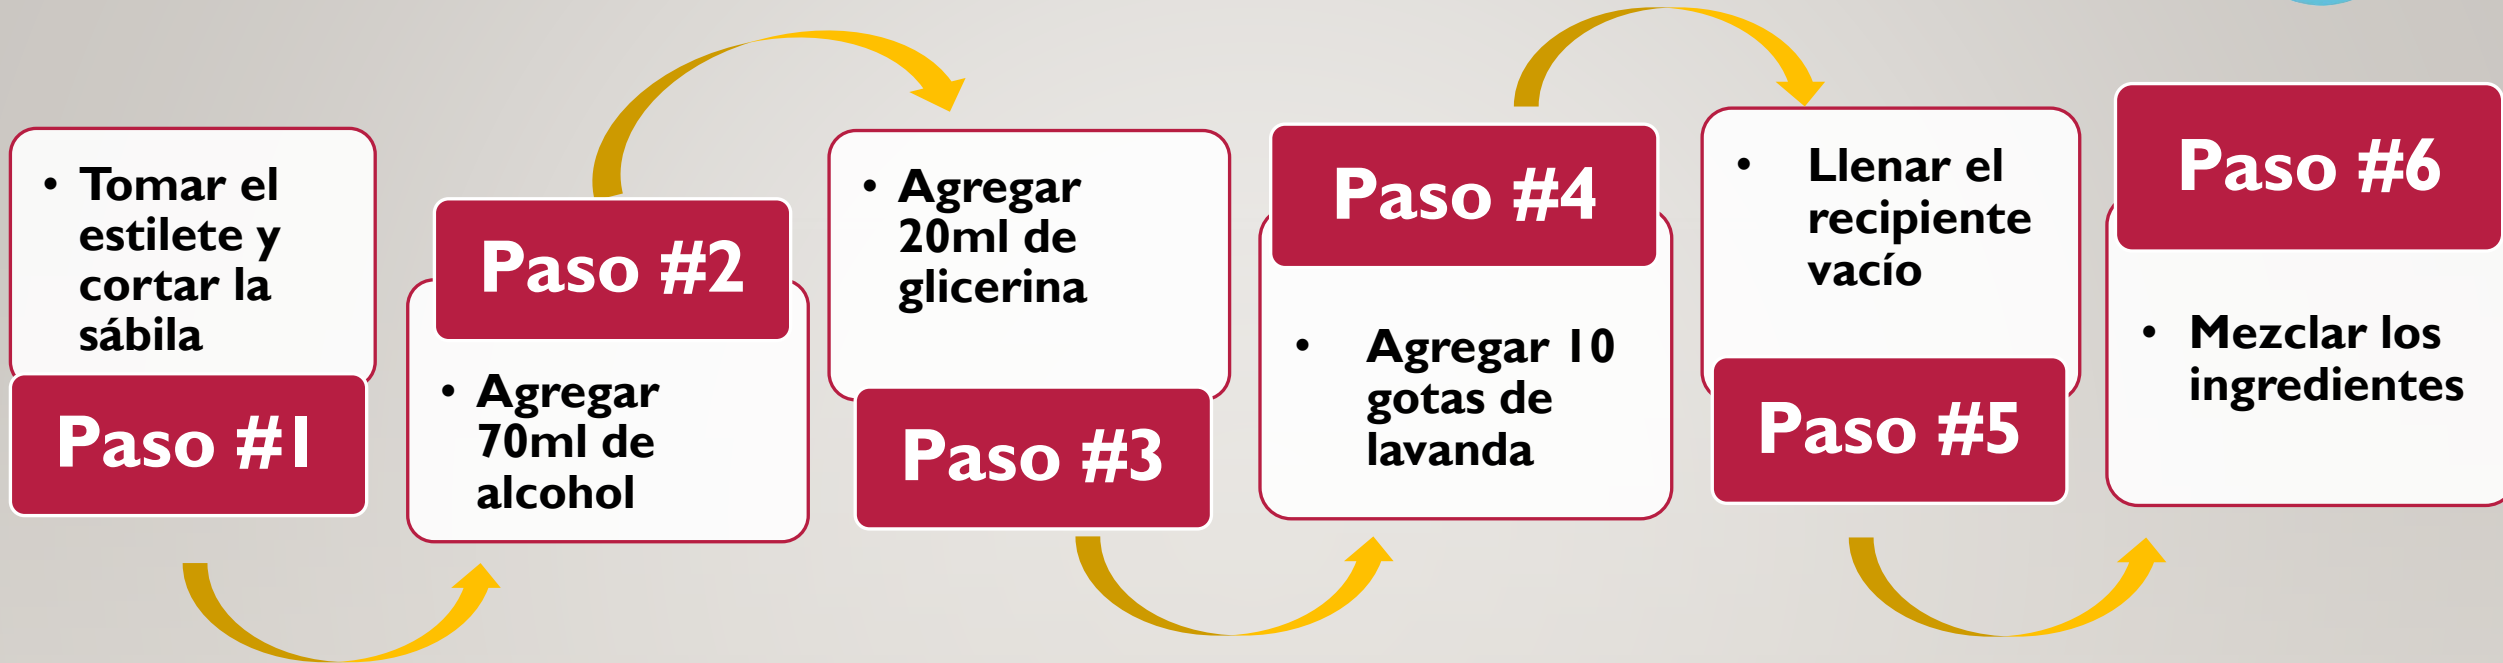 • Tomar el
estilete y
cortar la
sábila
Paso #1
Paso #2
• Agregar
70ml de
alcohol
• Agregar
20ml de
glicerina
Paso #3
Paso #4
• Agregar 10
gotas de
lavanda
• Llenar el
recipiente
vacío
Paso #5
Paso #6
• Mezclar los
ingredientes